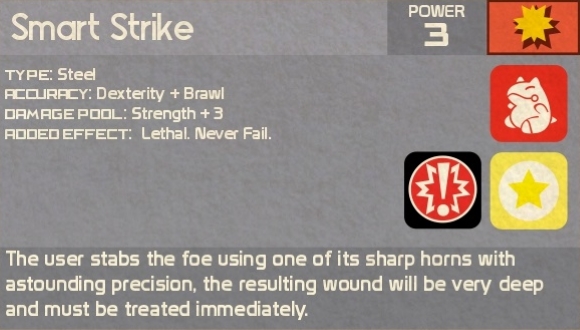 Smart Strike
POWER
3
TYPE: Steel
ACCURACY: Dexterity + Brawl
DAMAGE POOL: Strength + 3
ADDED EFFECT: Lethal. Never Fail.
The user stabs the foe using one of its sharp horns with
astounding precision, the resulting wound will be very deep
and must be treated immediately.